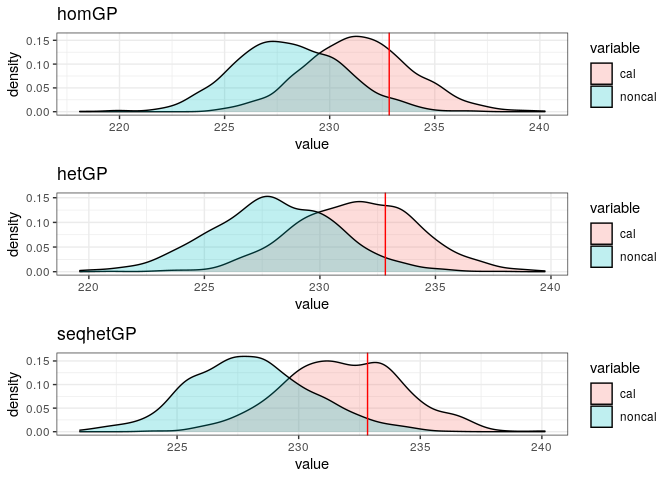 homGP
density
0.15
0.10
0.05
0.00
220 225 230 235 240
value
variable
cal
noncal
hetGP
density
0.15
0.10
0.05
0.00
220 225 230 235 240
value
variable
cal
noncal
seqhetGP
density
0.15
0.10
0.05
0.00
225 230 235 240
value
variable
cal
noncal